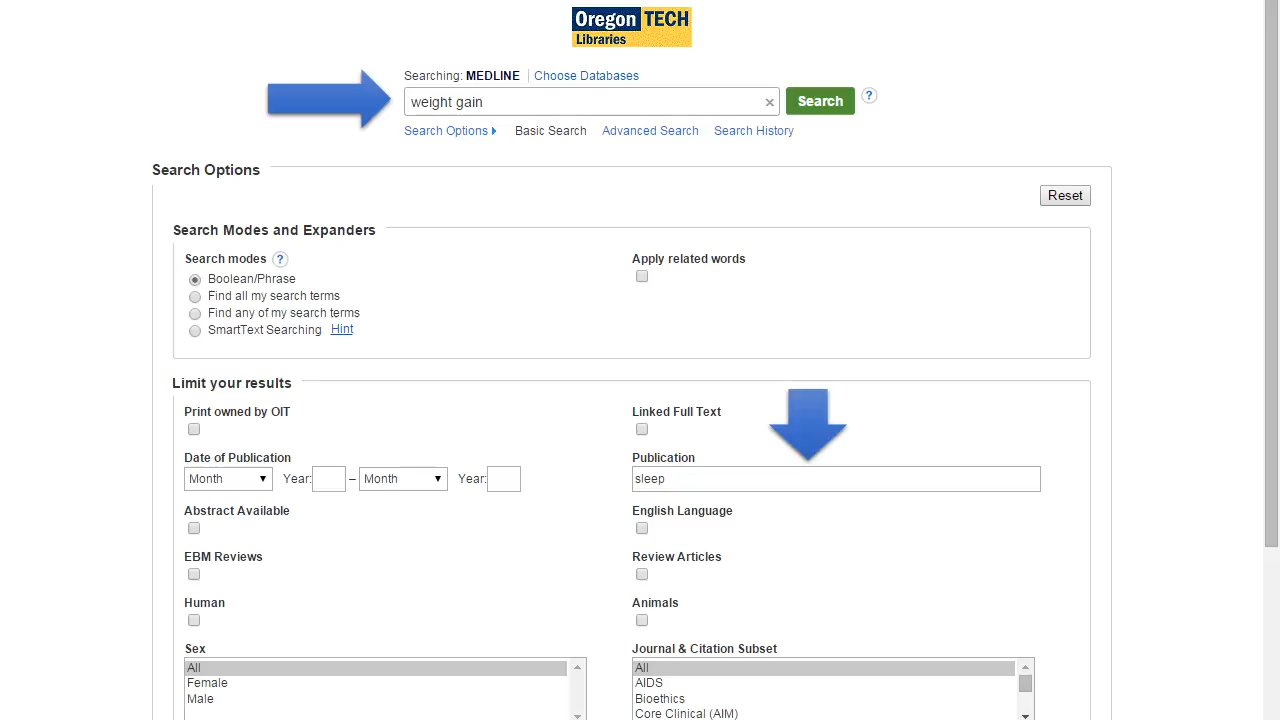 Oregon TECH
Libraries
Searching: MEDLINE Choose Databases
weight gain × Search ?
Search Options Basic Search Advanced Search Search History
Search Options
Reset
Search Modes and Expanders
Search modes ? Apply related words
Boolean/Phrase
Find all my search terms
Find any of my search terms
SmartText Searching Hint
Limit your results
Print owned by OIT Linked Full Text
Date of Publication Publication
Month Year: – Month Year: sleep
Abstract Available English Language
EBM Reviews Review Articles
Human Animals
Sex Journal & Citation Subset
All All
Female AIDS
Male Bioethics
Core Clinical (AIM)